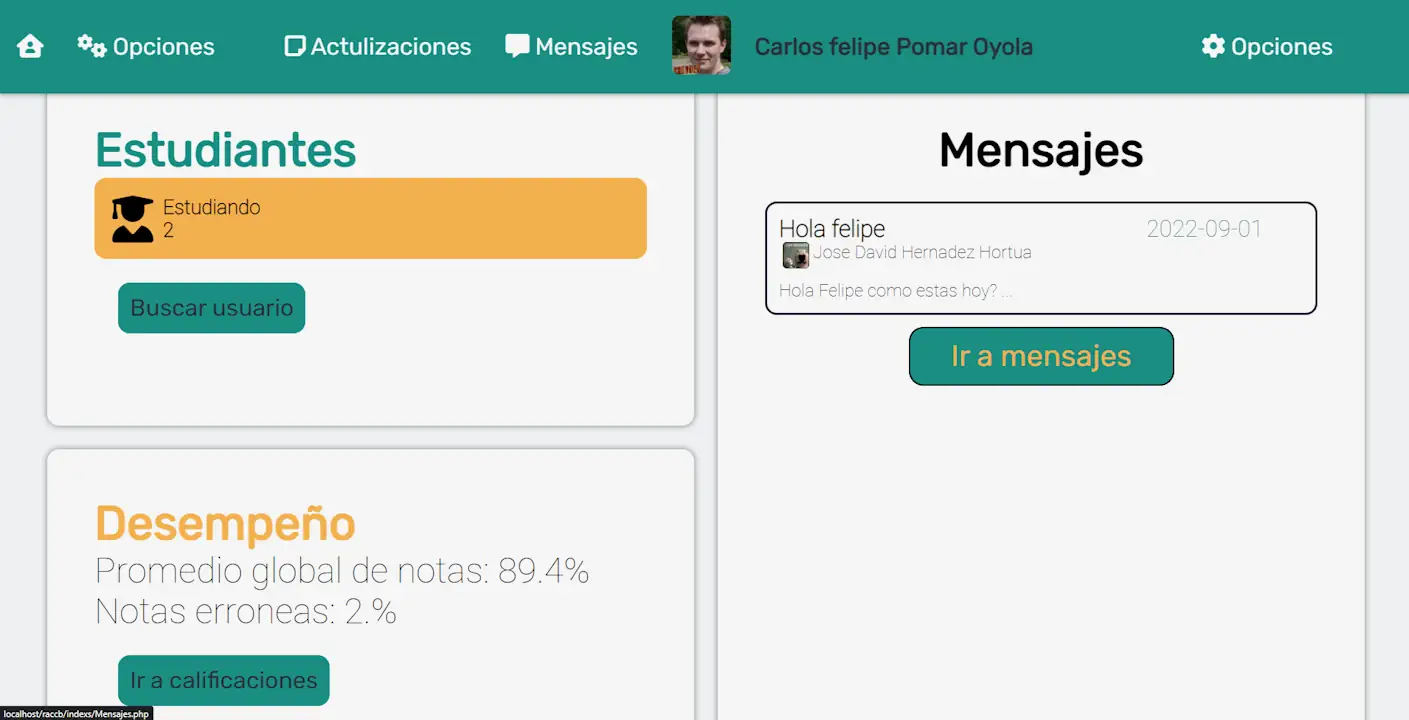 Opciones
Actulizaciones
Mensajes
Carlos felipe Pomar Oyola
Opciones
Estudiantes
Estudiando
2
Buscar usuario
Desempeño
Promedio global de notas: 89.4%
Notas erroneas: 2.%
Ir a calificaciones
Mensajes
Hola felipe
2022-09-01
Jose David Hernadez Hortua
Hola Felipe como estas hoy? ...
Ir a mensajes
localhost/raccb/indexs/Mensajes.php